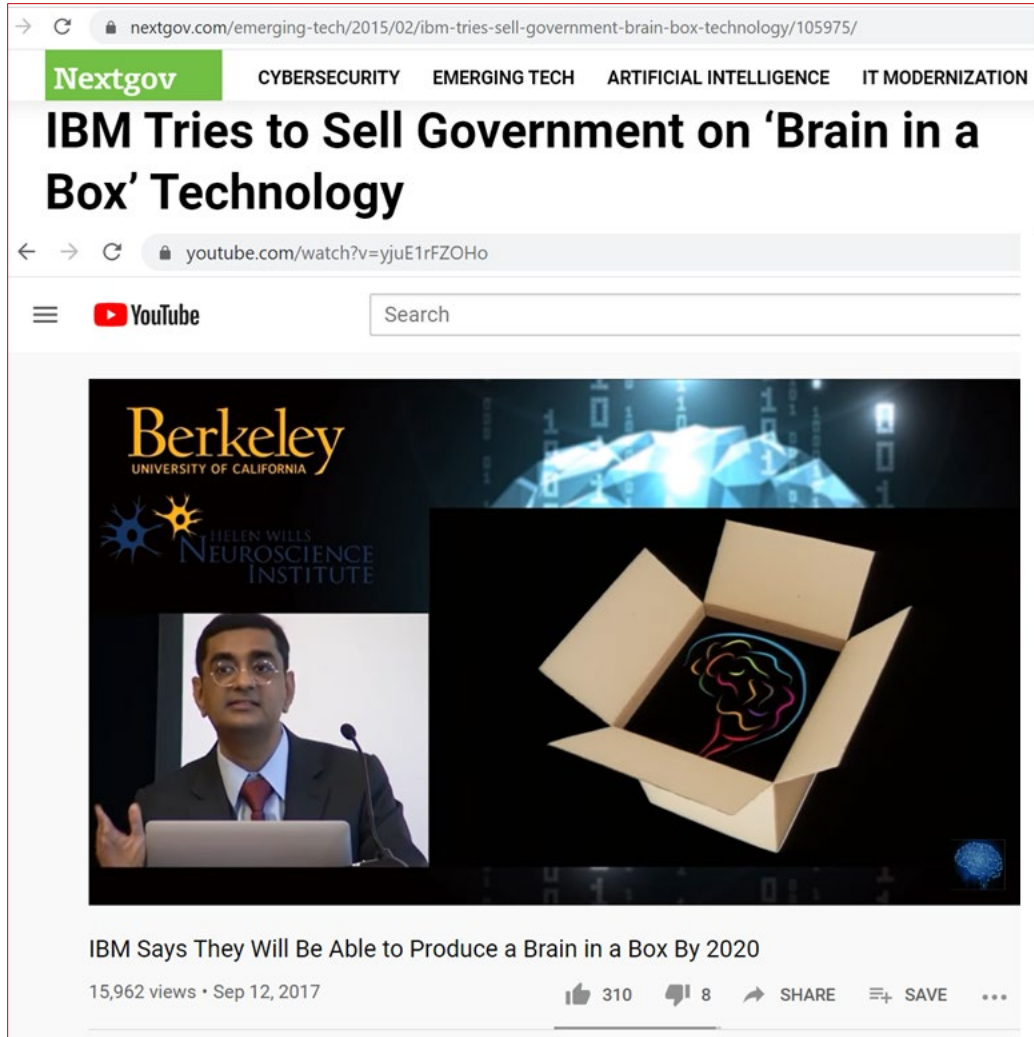 nextgov.com/emerging-tech/2015/02/ibm-tries-sell-government-brain-box-technology/105975/
Nextgov CYBERSECURITY EMERGING TECH ARTIFICIAL INTELLIGENCE IT MODERNIZATION
IBM Tries to Sell Government on ‘Brain in a
Box’ Technology
youtube.com/watch?v=yjuE1rFZOHo
YouTube Search
Berkeley
UNIVERSITY OF CALIFORNIA
HELEN WILLS
NEUROSCIENCE
INSTITUTE
IBM Says They Will Be Able to Produce a Brain in a Box By 2020
15,962 views • Sep 12, 2017 310 8 SHARE SAVE ...